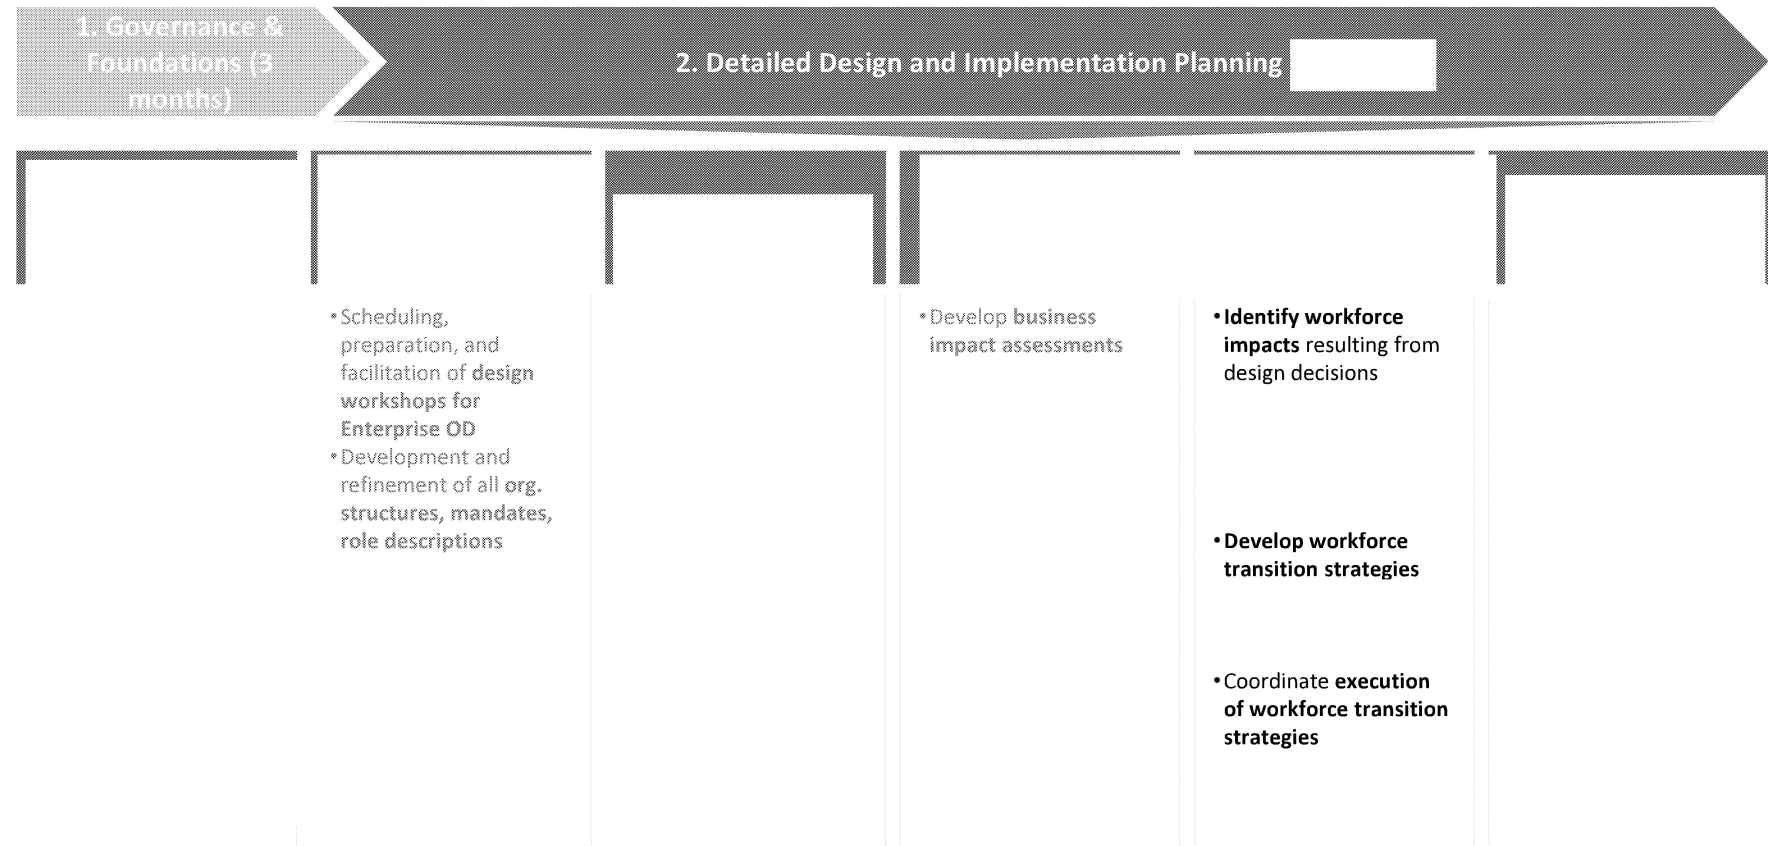 1. Governance &
Foundations (3
months)
2. Detailed Design and Implementation Planning
•Scheduling,
preparation, and
facilitation of design
workshops for
Enterprise OD
•Development and
refinement of all org.
structures, mandates,
role descriptions
•Develop business
impact assessments
•Identify workforce
impacts resulting from
design decisions
•Develop workforce
transition strategies
•Coordinate execution
of workforce transition
strategies